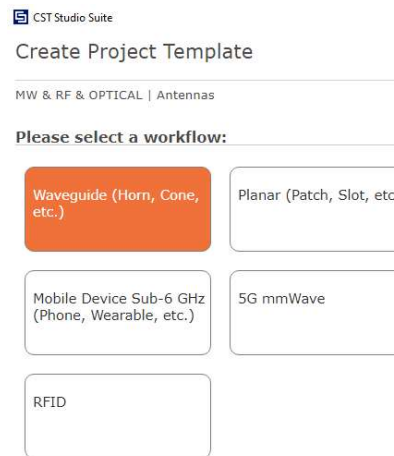 CST Studio Suite
Create Project Template
MW & RF & OPTICAL | Antennas
Please select a workflow:
Waveguide (Horn, Cone,
etc.)
Planar (Patch, Slot, etc
Mobile Device Sub-6 GHz
(Phone, Wearable, etc.)
5G mmWave
RFID